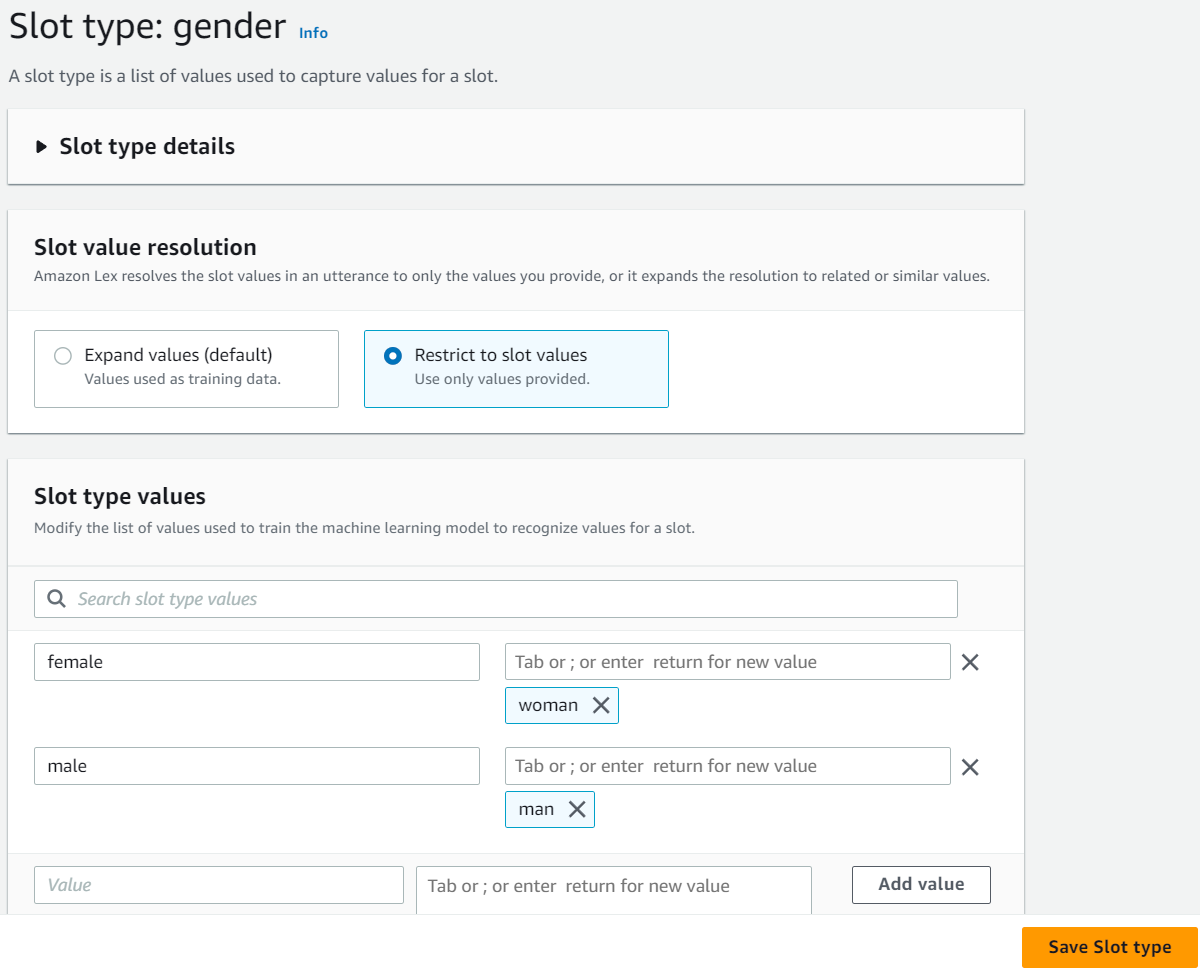 Slot type: gender Info
A slot type is a list of values used to capture values for a slot.
Slot type details
Slot value resolution
Amazon Lex resolves the slot values in an utterance to only the values you provide, or it expands the resolution to related or similar values.
Expand values (default)
Values used as training data.
Restrict to slot values
Use only values provided.
Slot type values
Modify the list of values used to train the machine learning model to recognize values for a slot.
Search slot type values
female
Tab or ; or enter  return for new value
woman
male
Tab or ; or enter  return for new value
man
Value
Tab or ; or enter  return for new value
Add value
Save Slot type